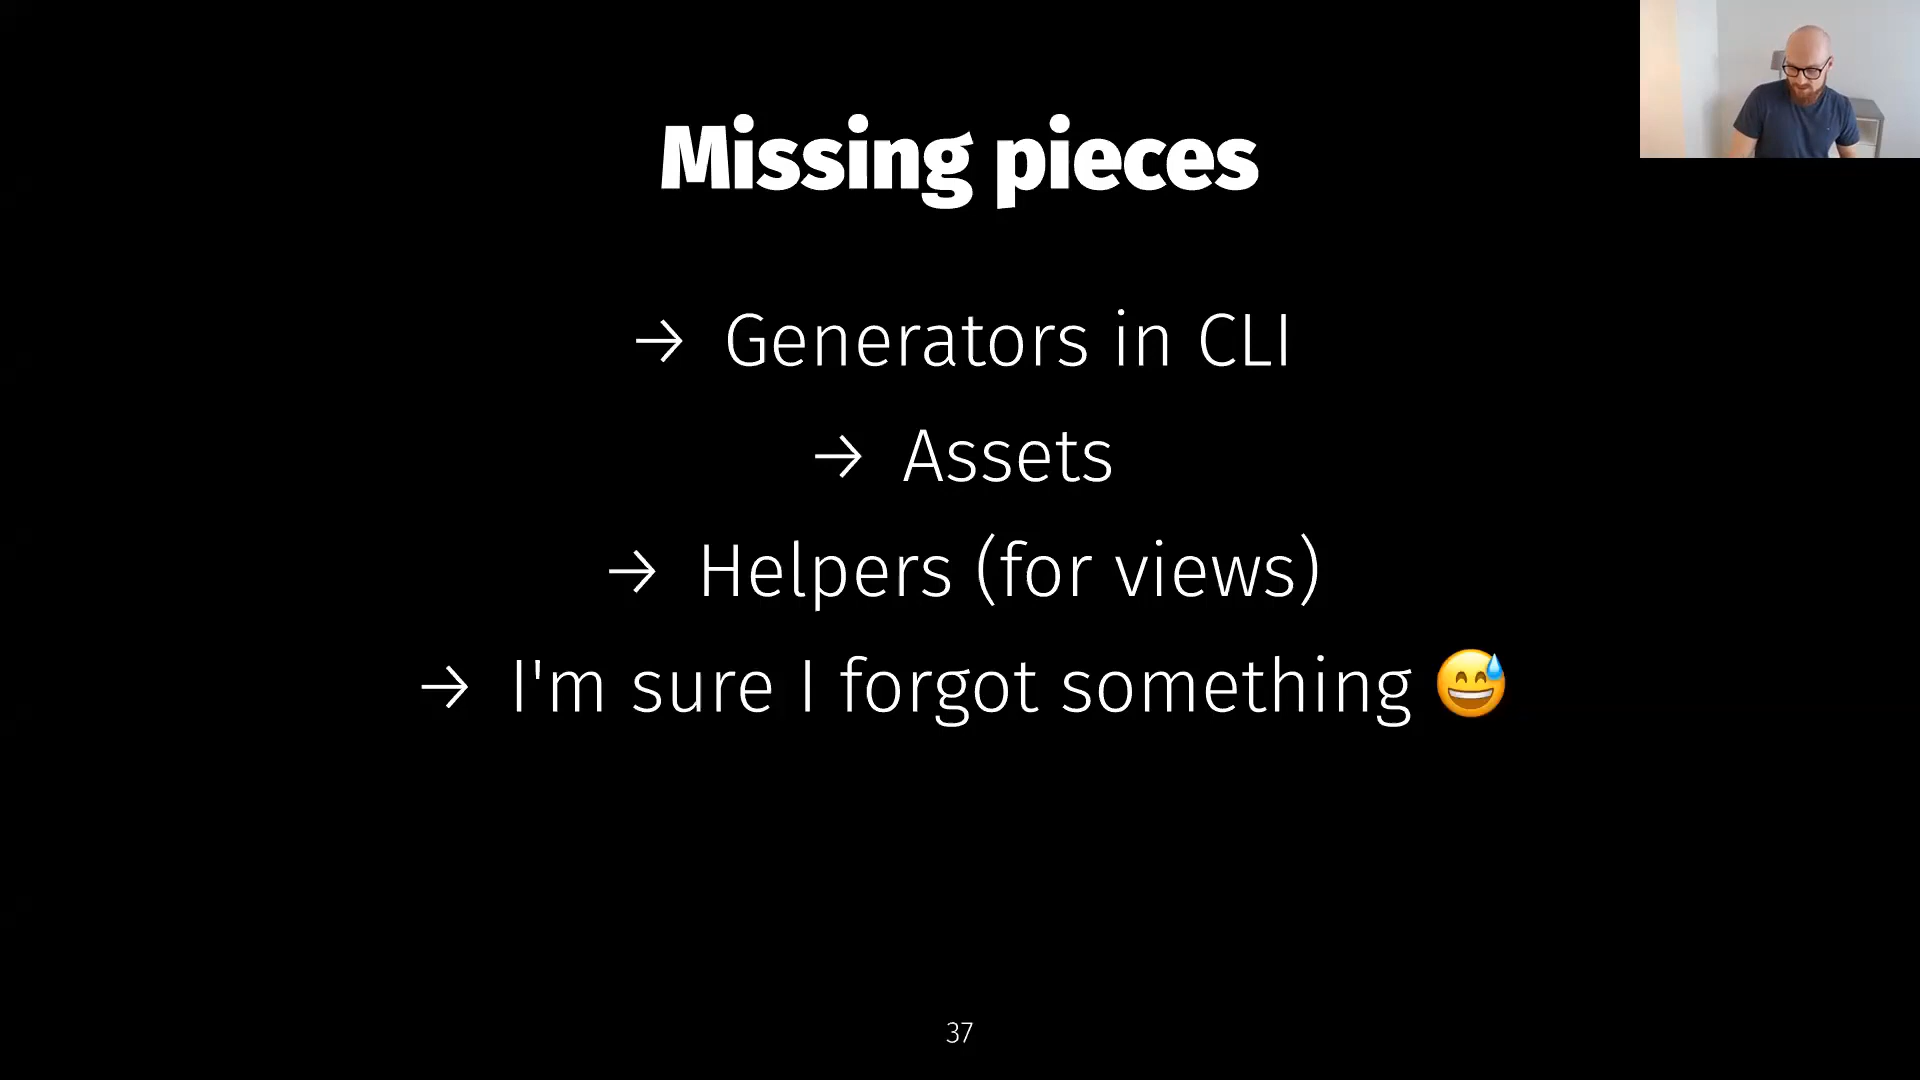 Missing pieces
→ Generators in CLI
→ Assets
→ Helpers (for views)
→ I'm sure I forgot something 😅
37